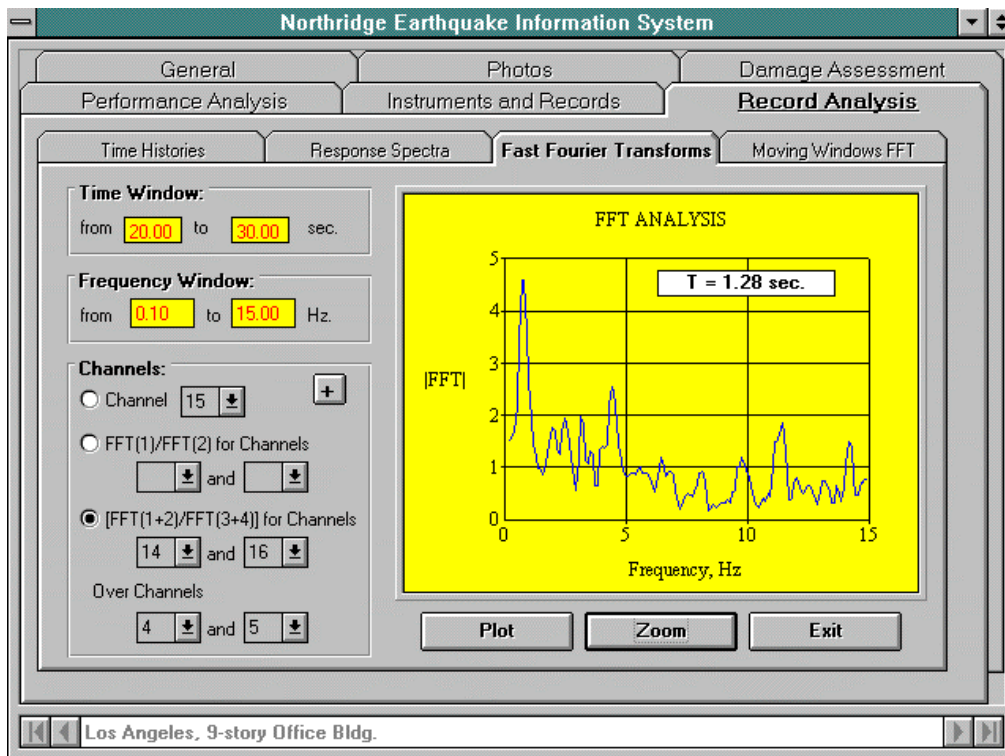 Northridge Earthquake Information System
General Photos Damage Assessment
Performance Analysis Instruments and Records Record Analysis
Time Histories Response Spectra Fast Fourier Transforms Moving Windows FFT
Time Window:
from 20.00 to 30.00 sec.
Frequency Window:
from 0.10 to 15.00 Hz.
Channels:
Channel 15 +
FFT(1)/FFT(2) for Channels
and
[FFT(1+2)/FFT(3+4)] for Channels
14 and 16
Over Channels
4 and 5
FFT ANALYSIS
T = 1.28 sec.
|FFT|
5
4
3
2
1
0
0 5 10 15
Frequency, Hz
Plot Zoom Exit
Los Angeles, 9-story Office Bldg.